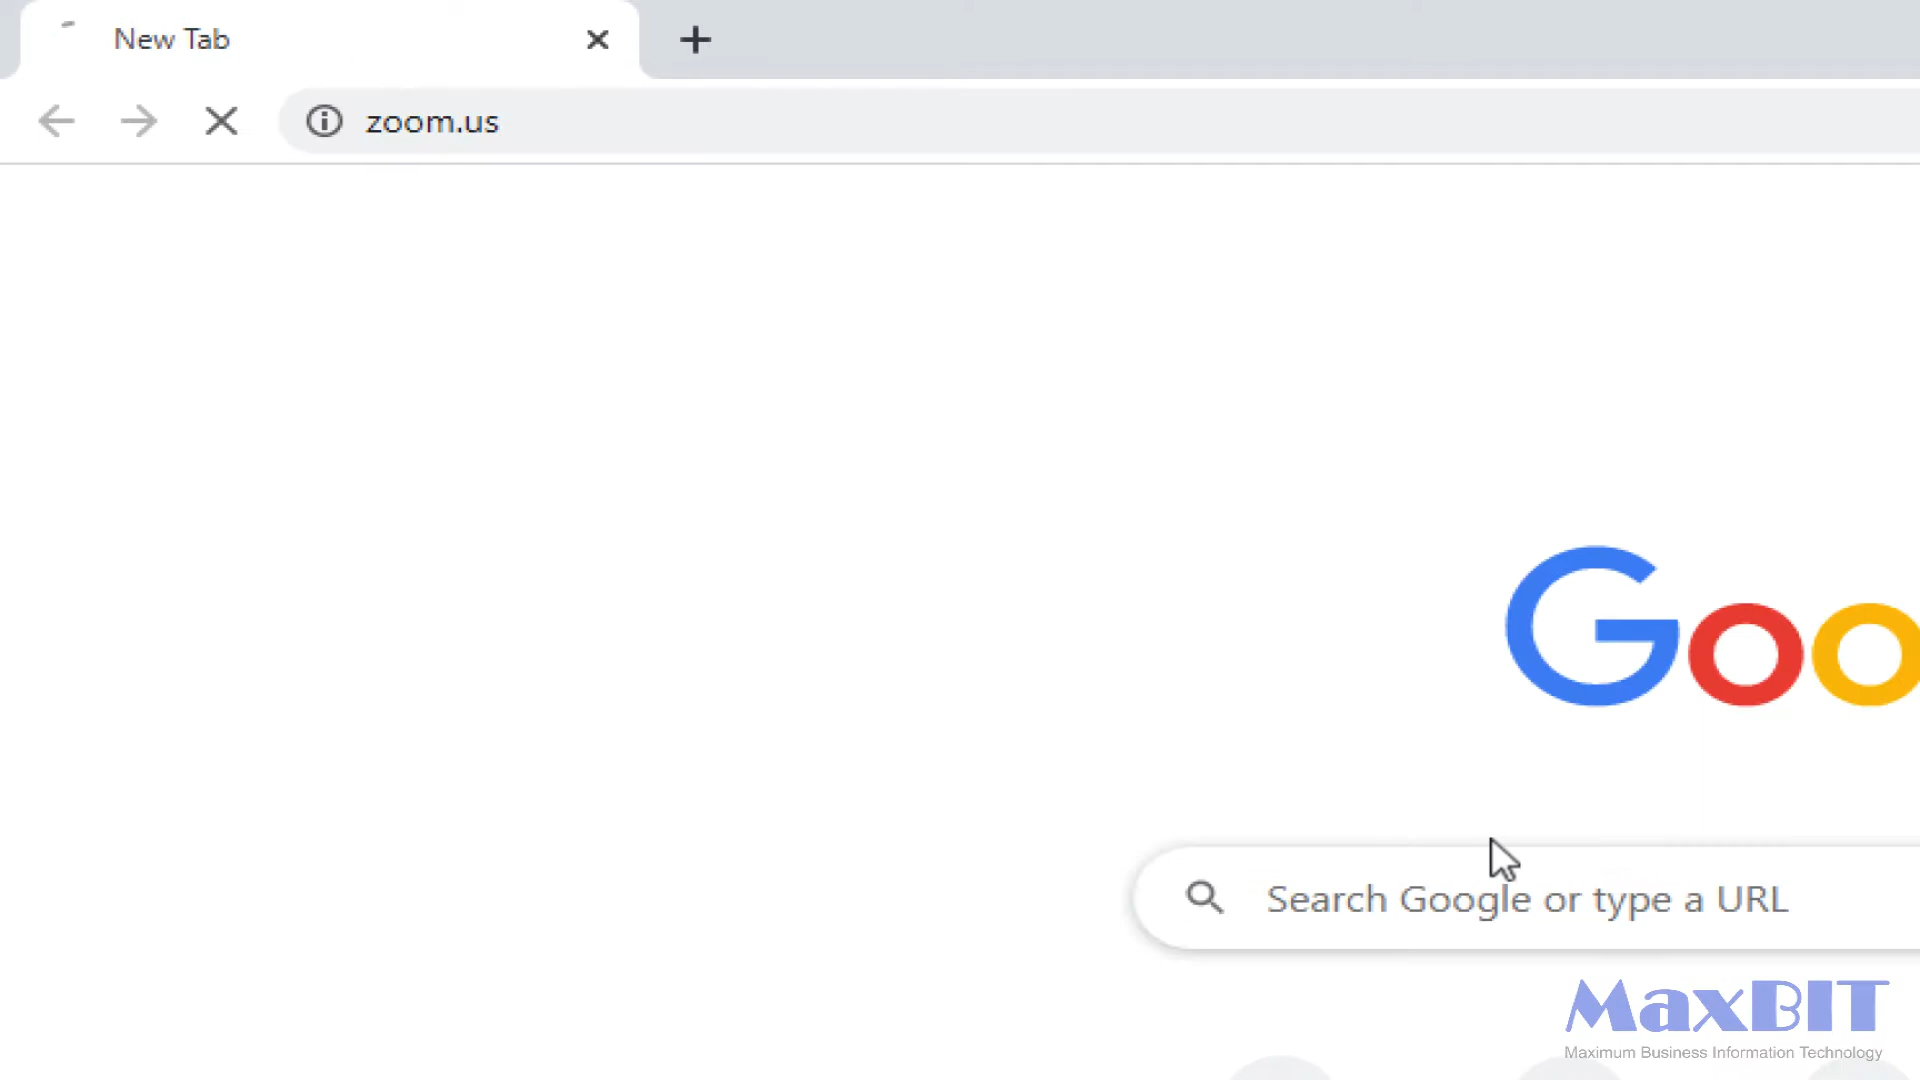 New Tab
zoom.us
Goo
Search Google or type a URL
MaxBIT
Maximum Business Information Technology